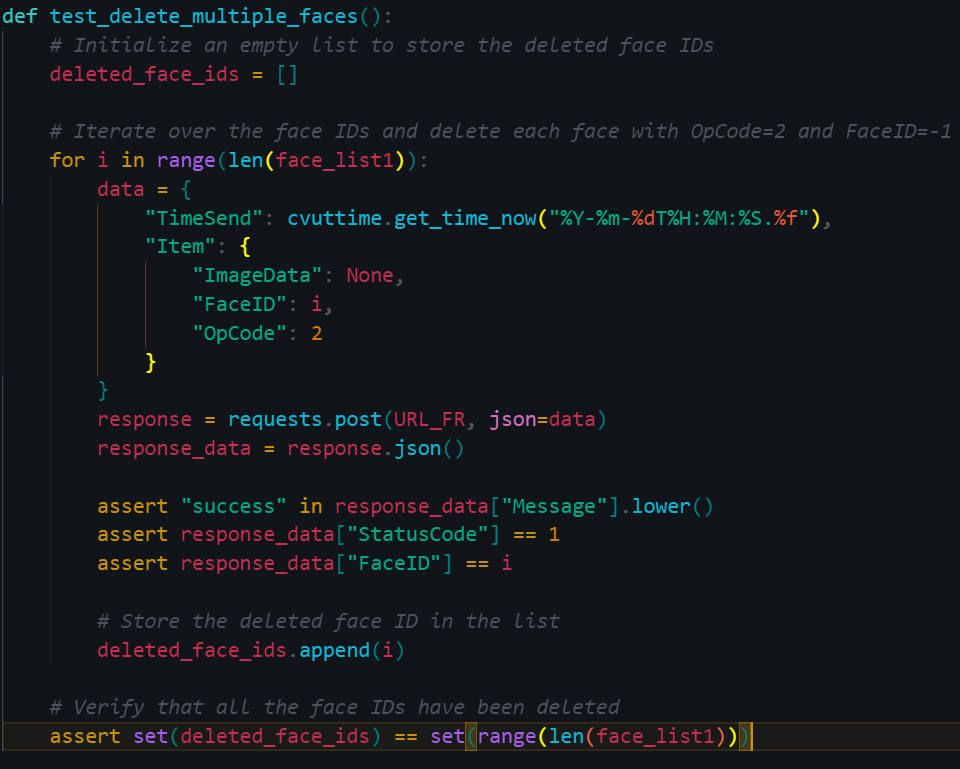 def test_delete_multiple_faces():
    # Initialize an empty list to store the deleted face IDs
    deleted_face_ids = []

    # Iterate over the face IDs and delete each face with OpCode=2 and FaceID=-1
    for i in range(len(face_list1)):
        data = {
            "TimeSend": cvuttime.get_time_now("%Y-%m-%dT%H:%M:%S.%f"),
            "Item": {
                "ImageData": None,
                "FaceID": i,
                "OpCode": 2
            }
        }
        response = requests.post(URL_FR, json=data)
        response_data = response.json()

        assert "success" in response_data["Message"].lower()
        assert response_data["StatusCode"] == 1
        assert response_data["FaceID"] == i

        # Store the deleted face ID in the list
        deleted_face_ids.append(i)

    # Verify that all the face IDs have been deleted
    assert set(deleted_face_ids) == set(range(len(face_list1)))